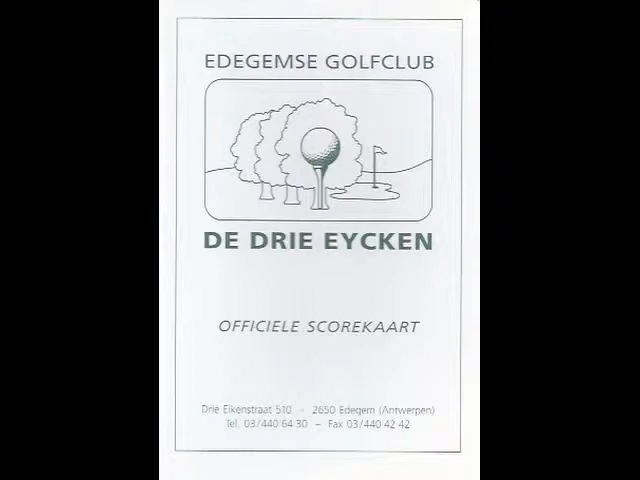 EDEGEMSE GOLFCLUB
DE DRIE EYCKEN
OFFICIELE SCOREKAART
Drie Eikenstraat 510 - 2650 Edegem (Antwerpen)
Tel. 03/440 64 30 - Fax 03/440 42 42